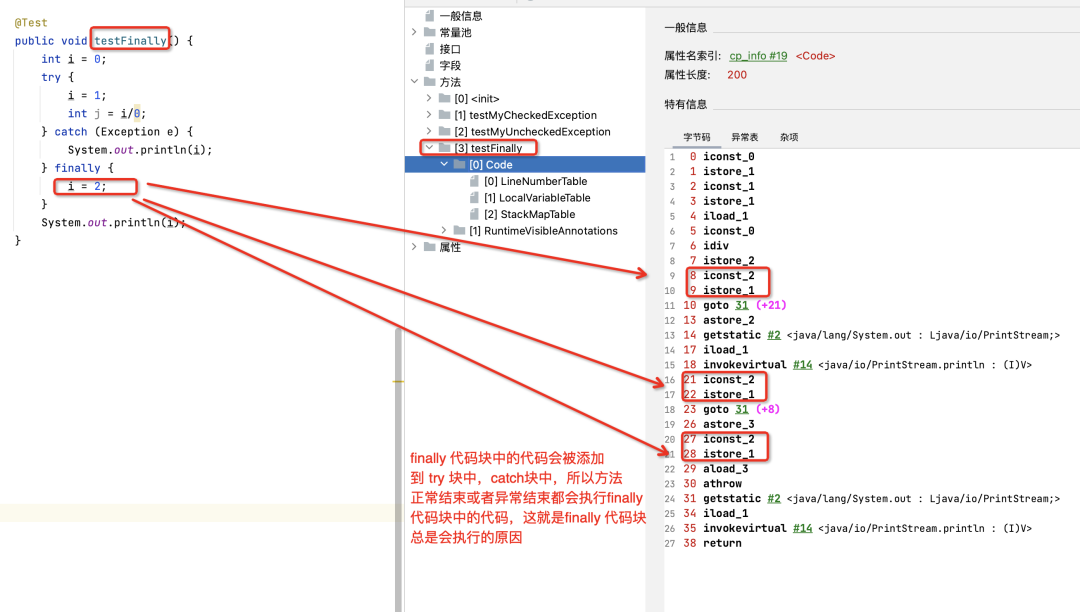 @Test
public void testFinally() {
int i = 0;
try {
i = 1;
int j = i/0;
} catch (Exception e) {
System.out.println(i);
} finally {
i = 2;
}
System.out.println(i);
}
一般信息
常量池
接口
字段
方法
[0] <init>
[1] testMyCheckedException
[2] testMyUncheckedException
[3] testFinally
[0] Code
[0] LineNumberTable
[1] LocalVariableTable
[2] StackMapTable
[1] RuntimeVisibleAnnotations
属性
finally 代码块中的代码会被添加
到 try 块中，catch块中，所以方法
正常结束或者异常结束都会执行finally
代码块中的代码，这就是finally 代码块
总是会执行的原因
一般信息
属性名索引: cp_info #19 <Code>
属性长度: 200
特有信息
字节码 异常表 杂项
1 0 iconst_0
2 1 istore_1
3 2 iconst_1
4 3 istore_1
5 4 iload_1
6 5 iconst_0
7 6 idiv
8 7 istore_2
9 8 iconst_2
10 9 istore_1
11 10 goto 31 (+21)
12 13 astore_2
13 14 getstatic #2 <java/lang/System.out : Ljava/io/PrintStream;>
14 17 iload_1
15 18 invokevirtual #14 <java/io/PrintStream.println : (I)V>
16 21 iconst_2
17 22 istore_1
18 23 goto 31 (+8)
19 26 astore_3
20 27 iconst_2
21 28 istore_1
22 29 aload_3
23 30 athrow
24 31 getstatic #2 <java/lang/System.out : Ljava/io/PrintStream;>
25 34 iload_1
26 35 invokevirtual #14 <java/io/PrintStream.println : (I)V>
27 38 return